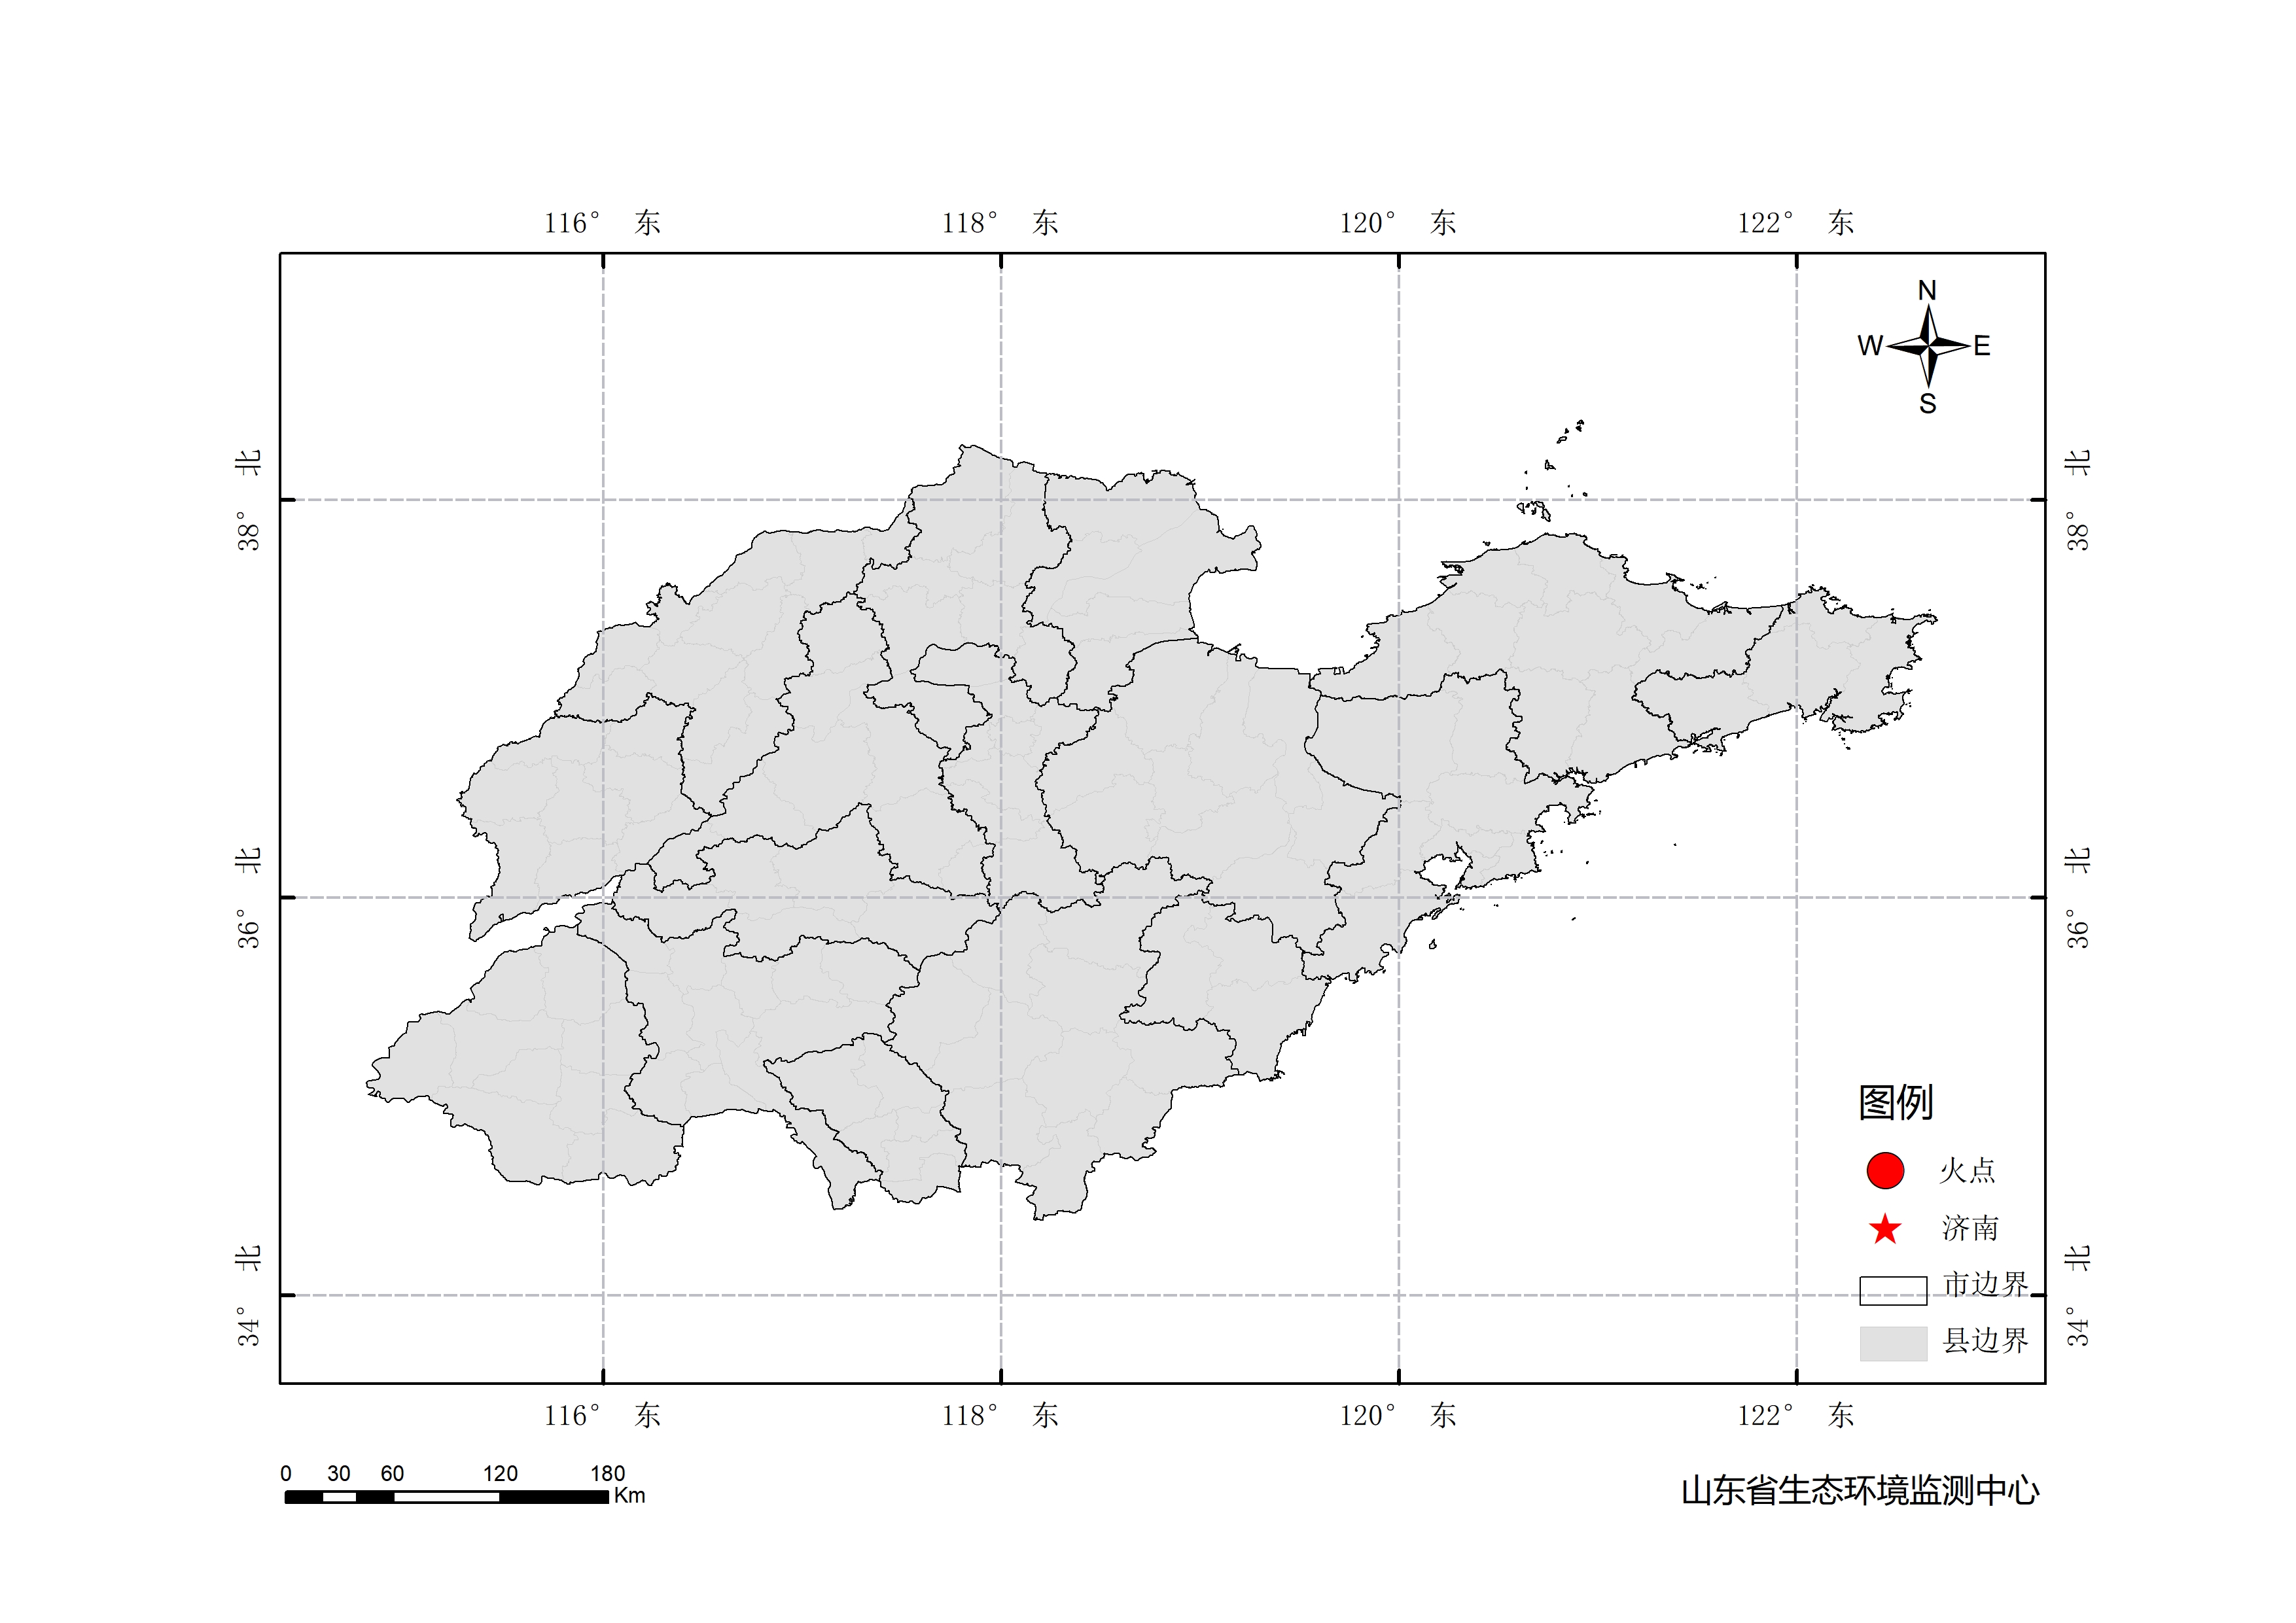 116° 东 118° 东 120° 东 122° 东
N
W E
S
38° 北 38° 北
36° 北 36° 北
34° 北 34° 北
图例
火点
济南
市边界
县边界
116° 东 118° 东 120° 东 122° 东
0 30 60 120 180
Km
山东省生态环境监测中心